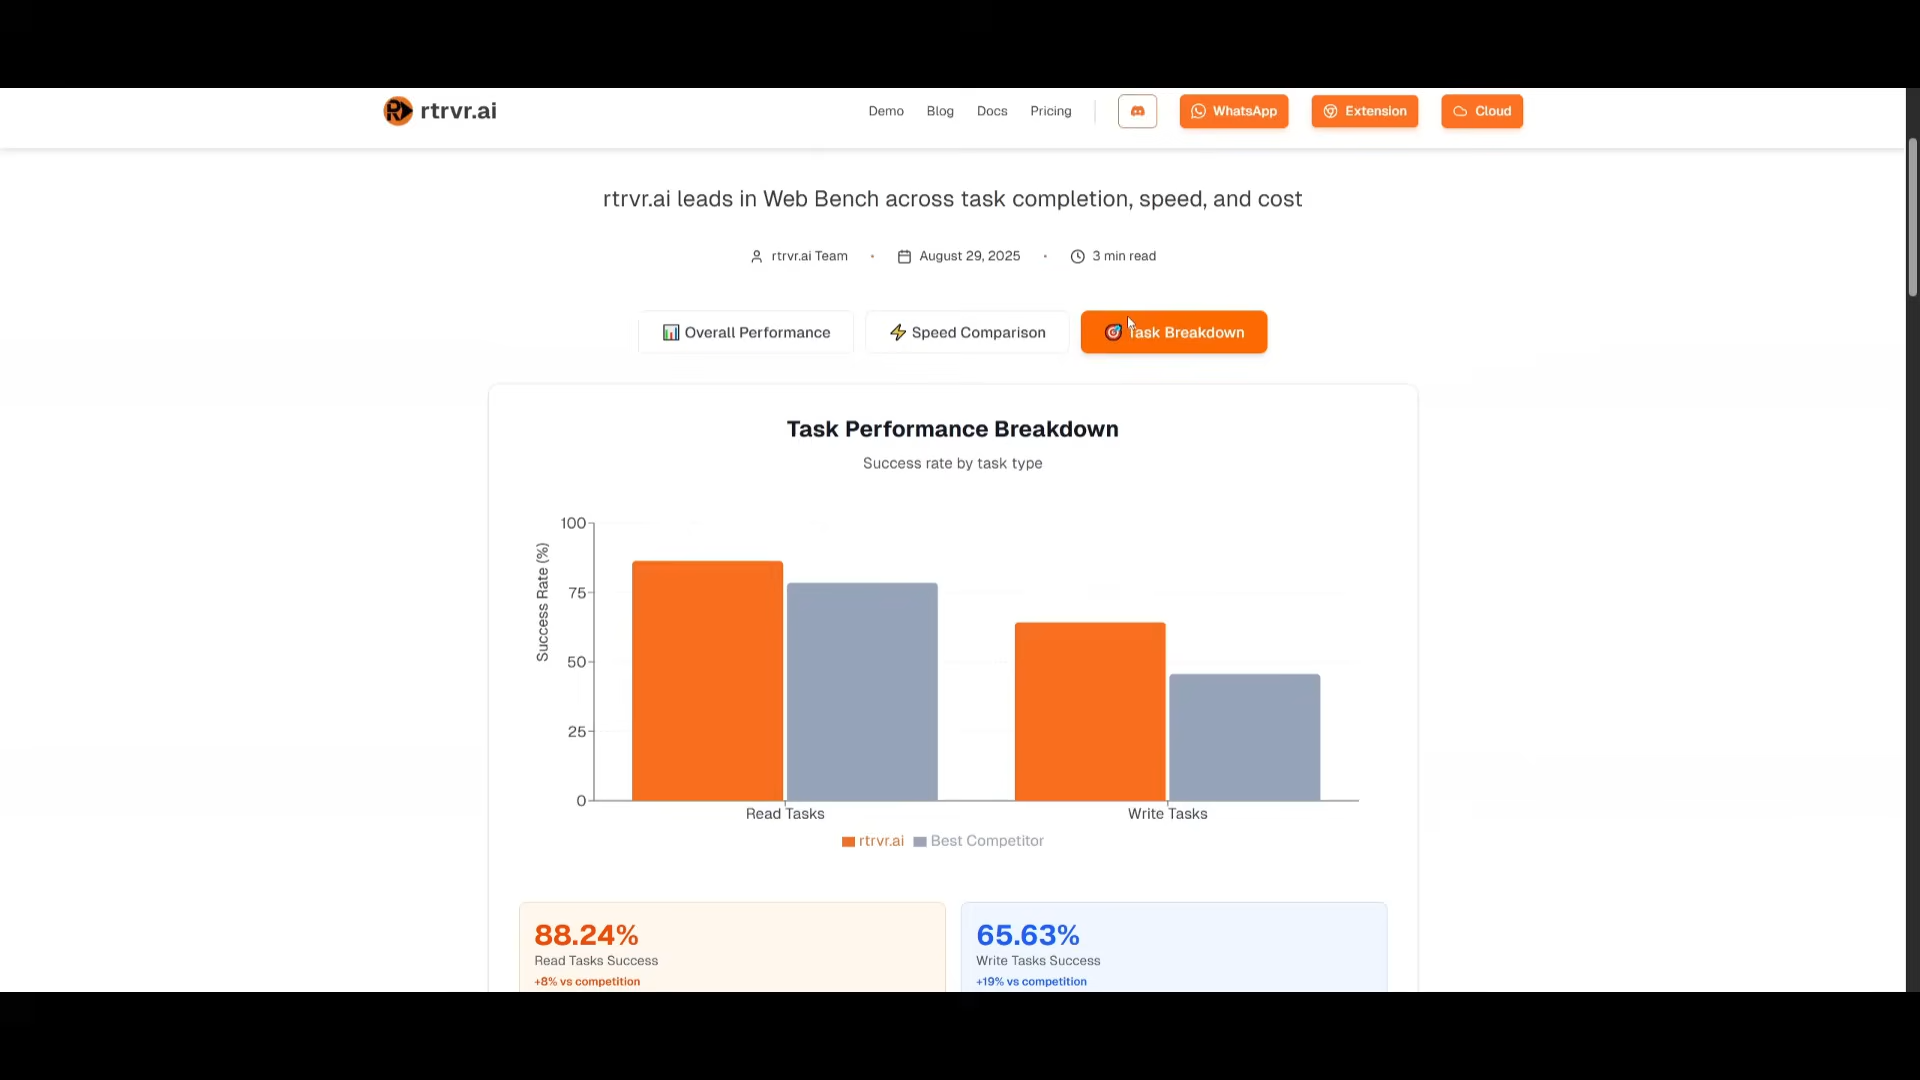 rtrvr.ai
Demo Blog Docs Pricing WhatsApp Extension Cloud
rtrvr.ai leads in Web Bench across task completion, speed, and cost
rtrvr.ai Team • August 29, 2025 • 3 min read
Overall Performance Speed Comparison Task Breakdown
Task Performance Breakdown
Success rate by task type
Success Rate (%)
100
75
50
25
0
Read Tasks Write Tasks
rtrvr.ai Best Competitor
88.24%
Read Tasks Success
+8% vs competition
65.63%
Write Tasks Success
+19% vs competition